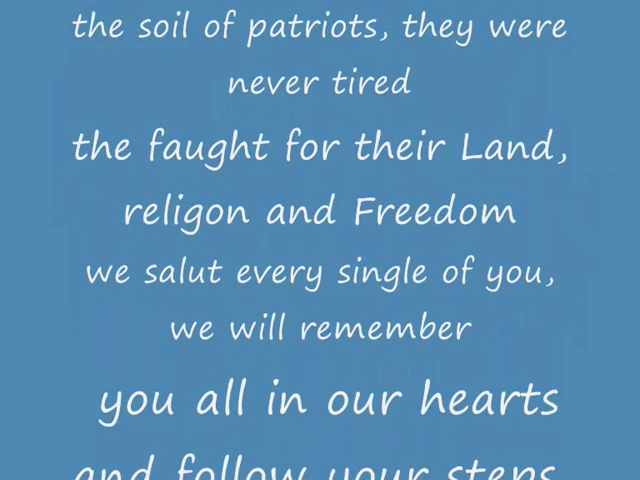 the soil of patriots, they were
never tired
the faught for their Land,
religon and Freedom
we salut every single of you,
we will remember
you all in our hearts
and follow your steps